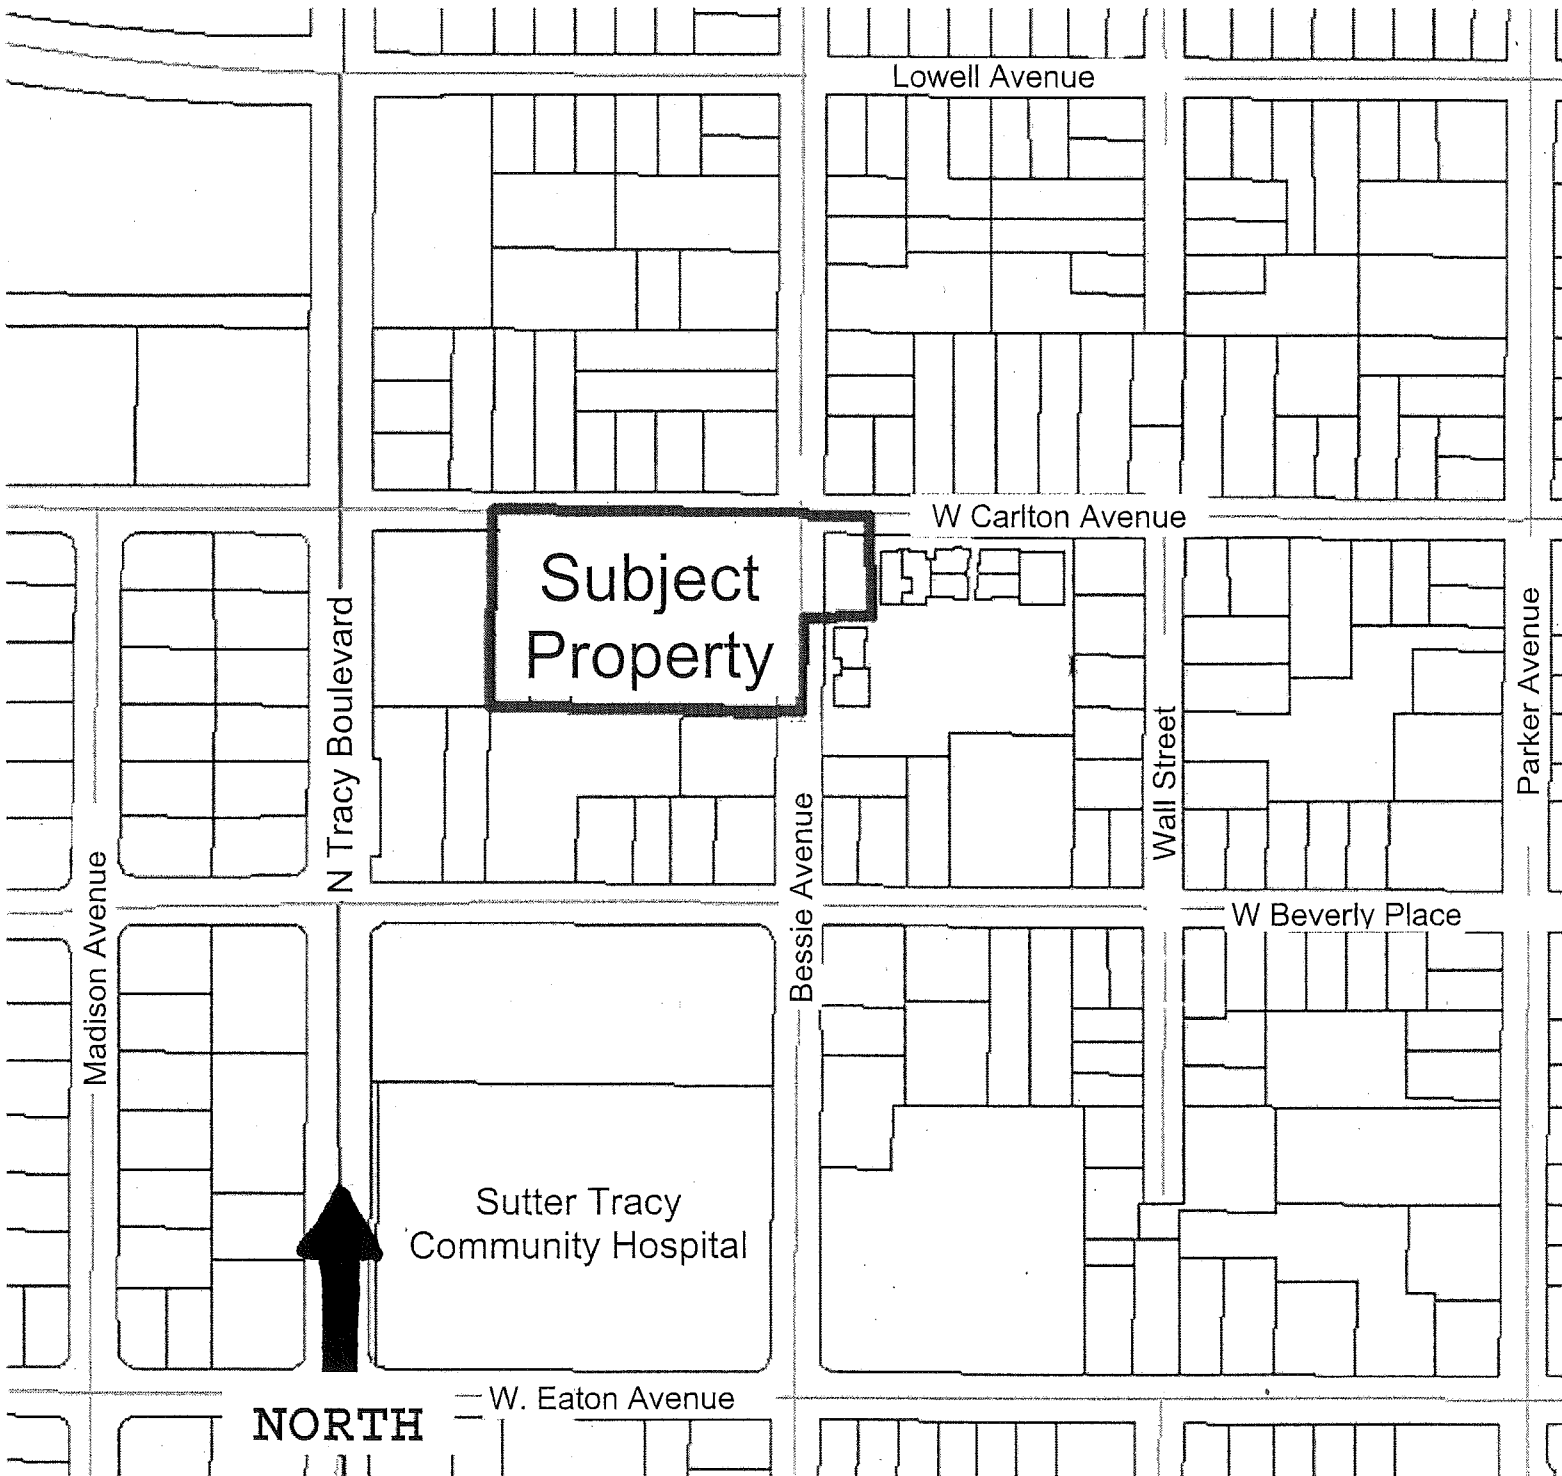 Lowell Avenue
W Carlton Avenue
Subject
Property
N Tracy Boulevard
Parker Avenue
Wall Street
Bessie Avenue
Madison Avenue
W Beverly Place
Sutter Tracy
Community Hospital
W. Eaton Avenue
NORTH